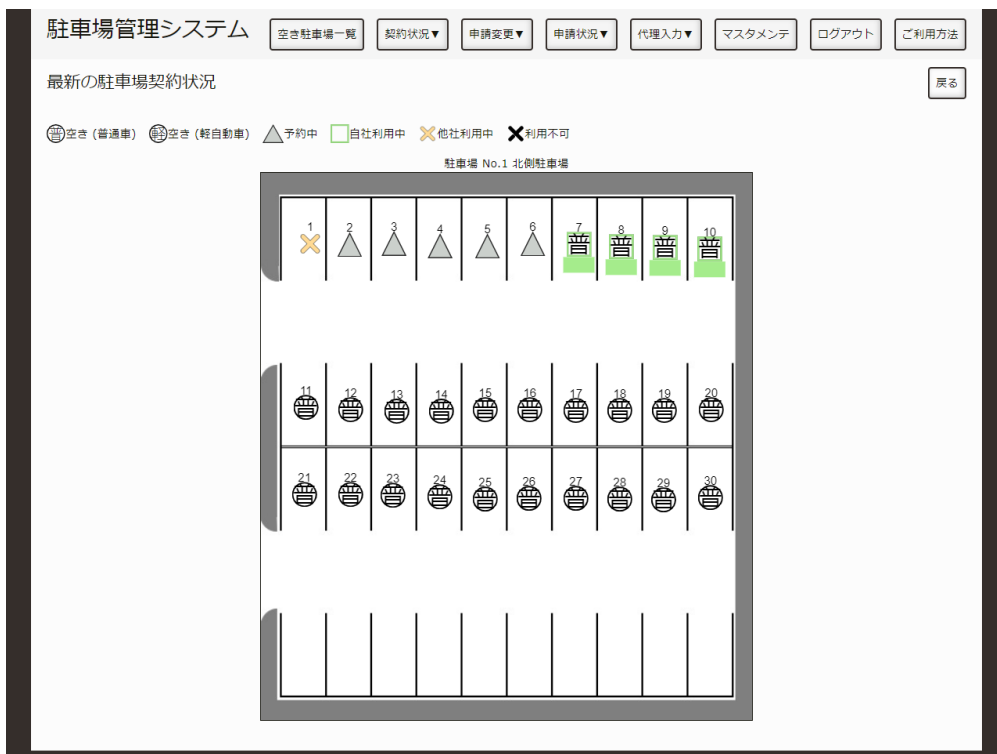 駐車場管理システム 空き駐車場一覧 契約状況▼ 申請変更▼ 申請状況▼ 代理入力▼ マスタメンテ ログアウト ご利用方法
最新の駐車場契約状況 戻る
普空き (普通車) 軽空き (軽自動車) 予約中 自社利用中 他社利用中 利用不可
駐車場 No.1 北側駐車場
1 2 3 4 5 6 7 8 9 10
普 普 普 普
11 12 13 14 15 16 17 18 19 20
普 普 普 普 普 普 普 普 普 普
21 22 23 24 25 26 27 28 29 30
普 普 普 普 普 普 普 普 普 普